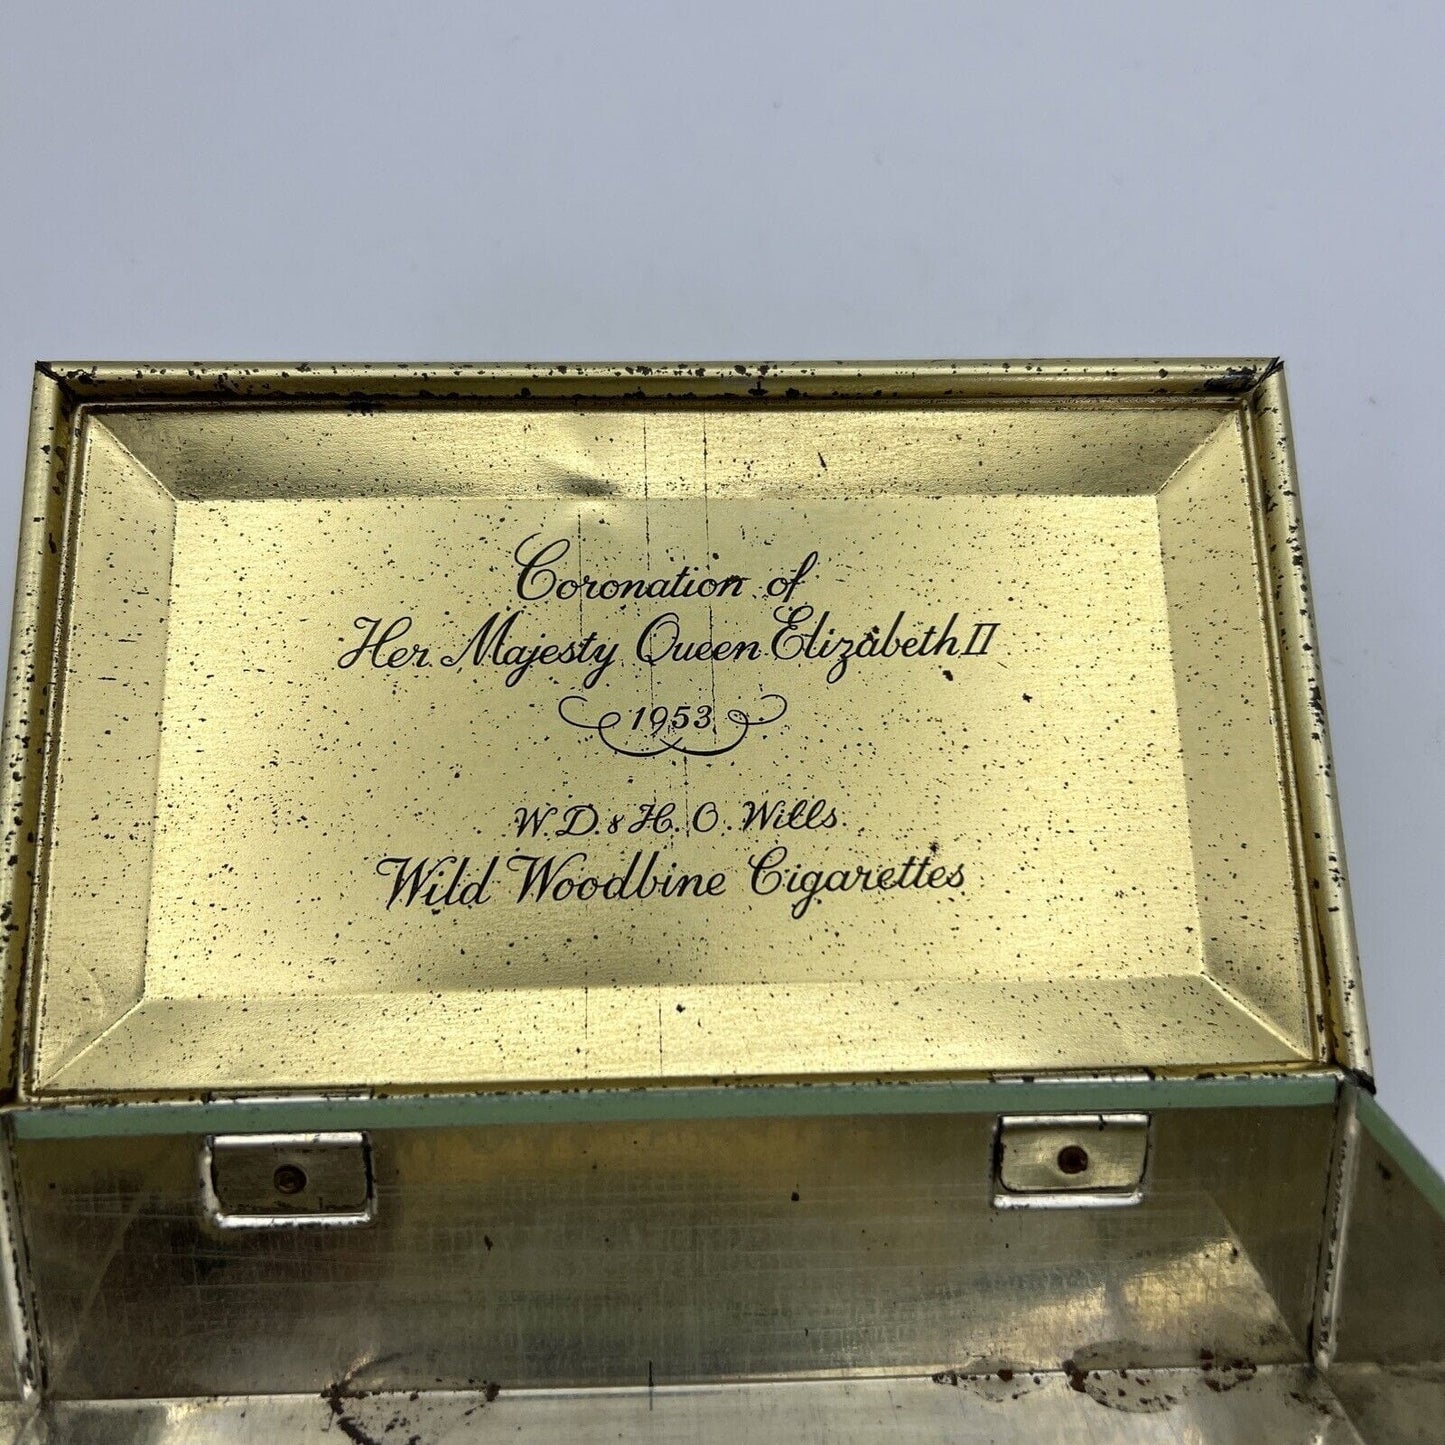 Coronation of
Her Majesty Queen Elizabeth II
1953
W. D. & H. O. Wills
Wild Woodbine Cigarettes